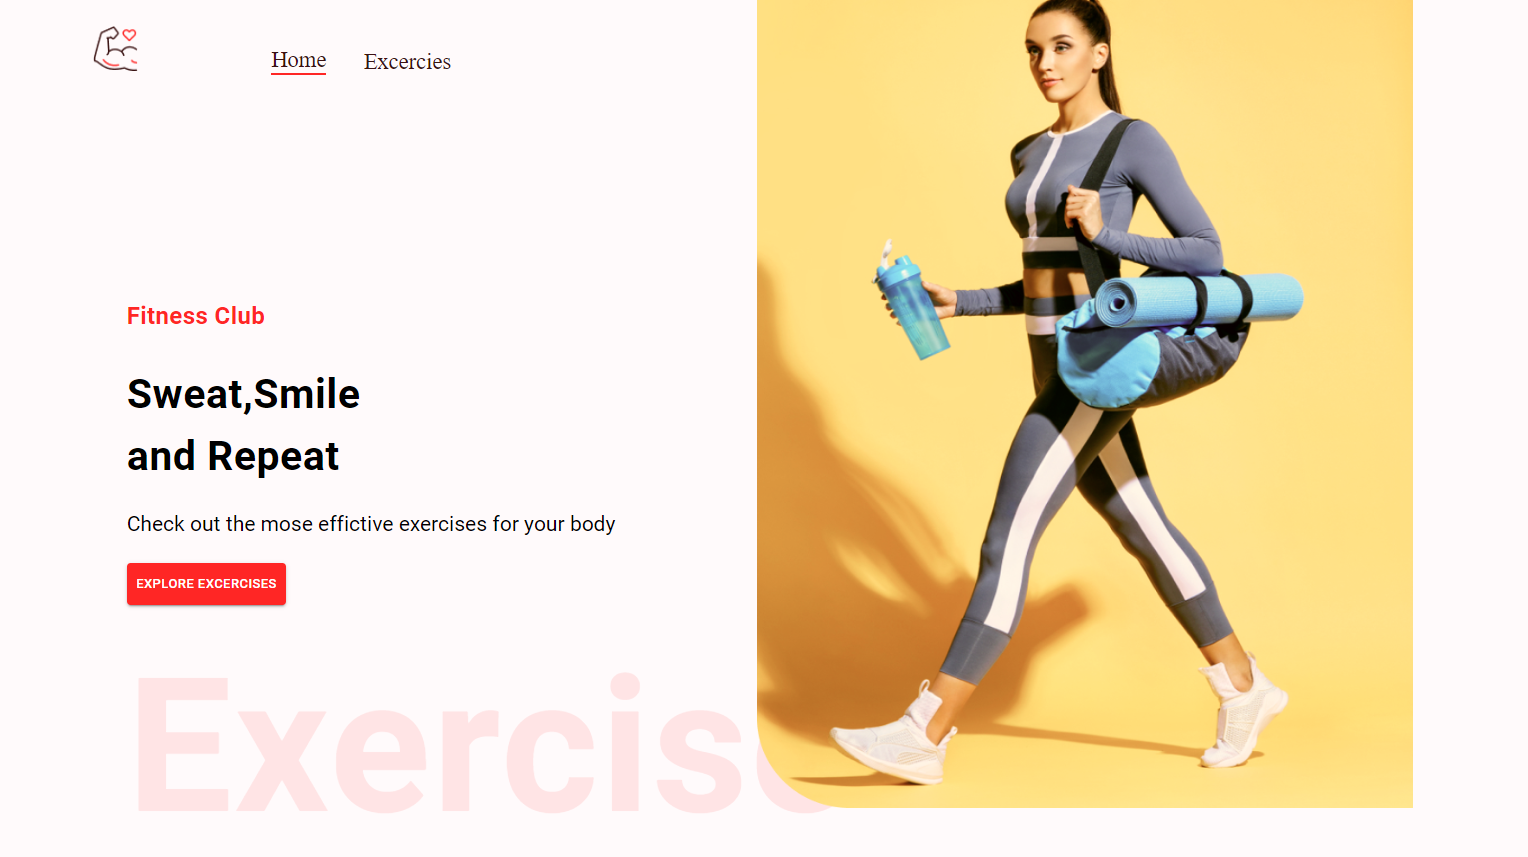 Home Excercies
Fitness Club
Sweat,Smile
and Repeat
Check out the mose effictive exercises for your body
EXPLORE EXCERCISES
Exercise